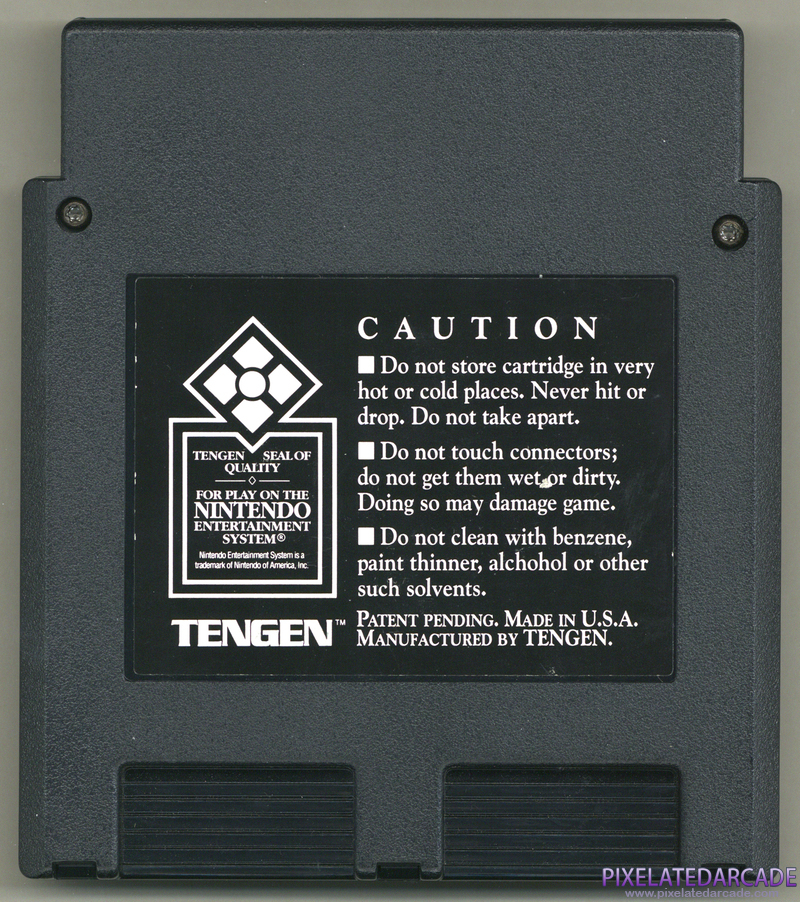 CAUTION
■ Do not store cartridge in very
hot or cold places. Never hit or
drop. Do not take apart.
■ Do not touch connectors;
do not get them wet or dirty.
Doing so may damage game.
■ Do not clean with benzene,
paint thinner, alchohol or other
such solvents.
PATENT PENDING. MADE IN U.S.A.
MANUFACTURED BY TENGEN.
TENGEN SEAL OF
QUALITY
FOR PLAY ON THE
NINTENDO
ENTERTAINMENT
SYSTEM®
Nintendo Entertainment System is a
trademark of Nintendo of America, Inc.
TENGEN™
PIXELATEDARCADE
www.pixelatedarcade.com